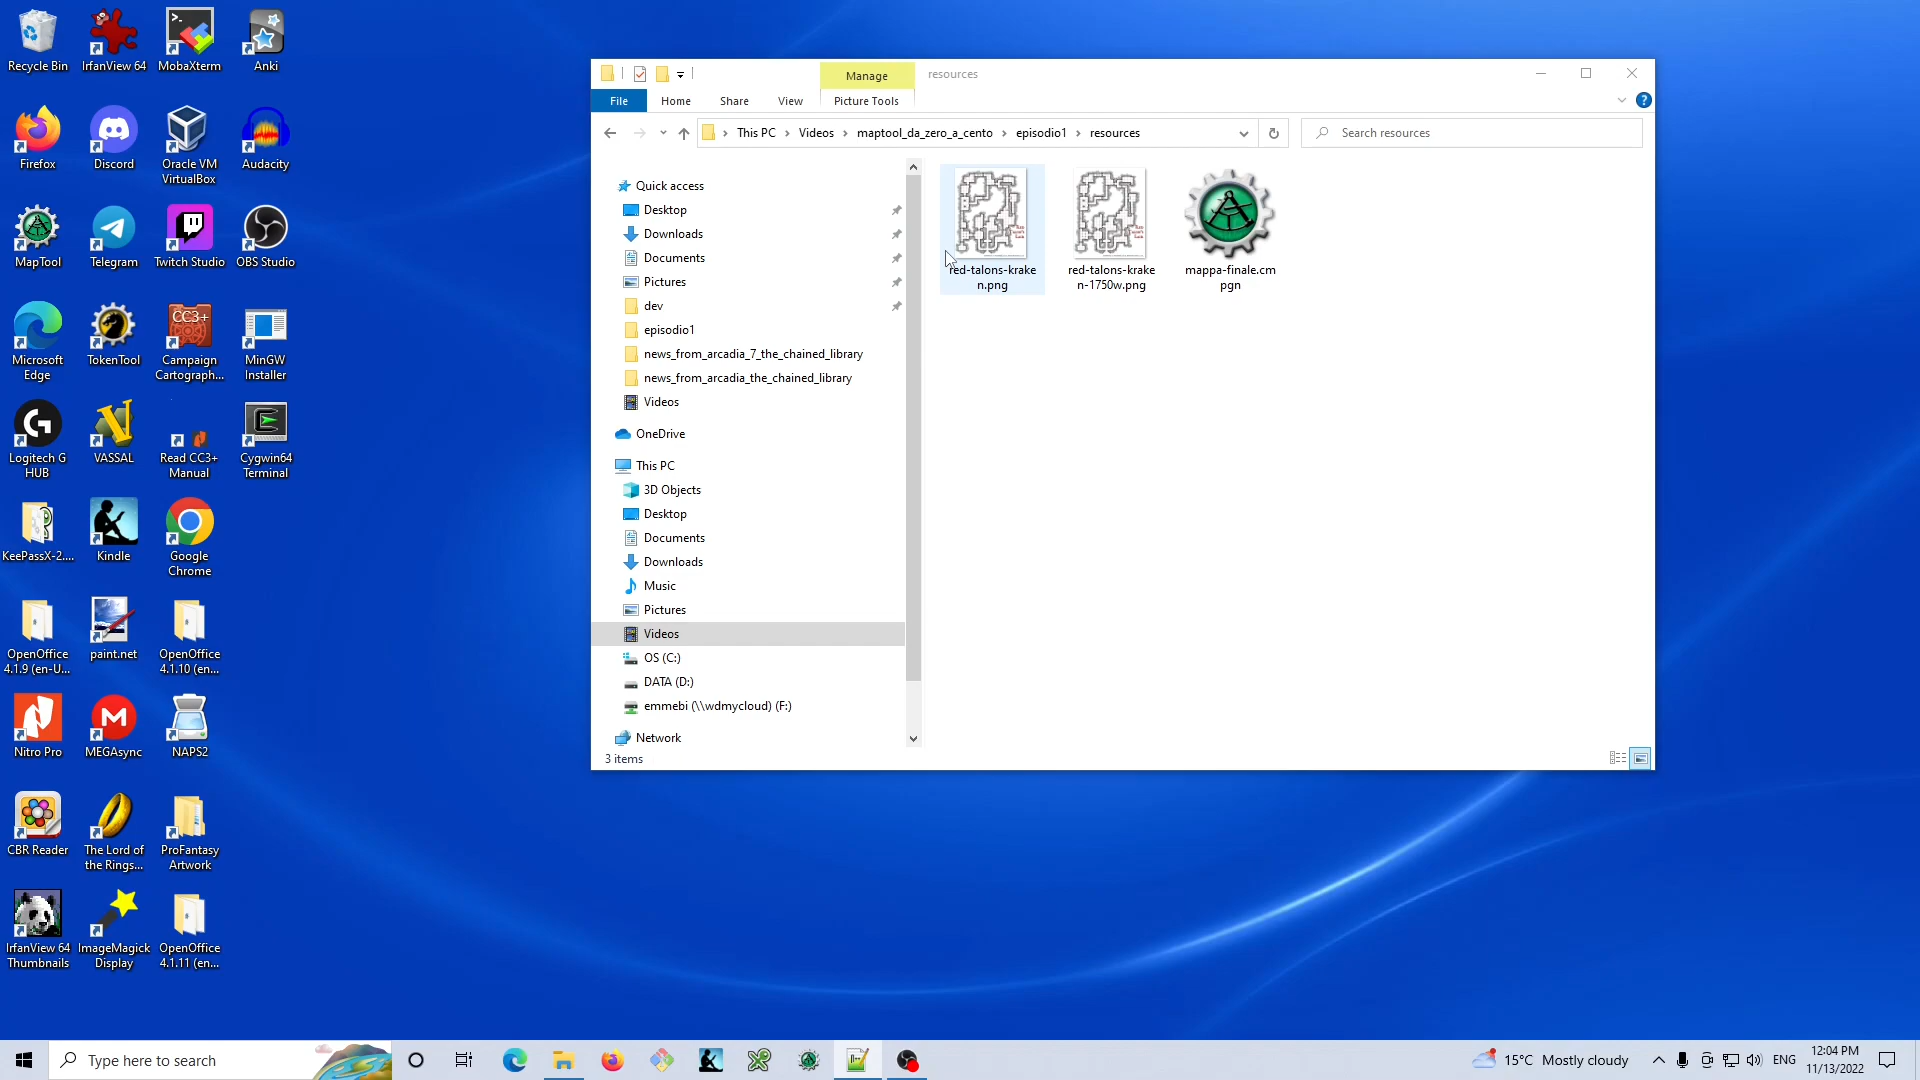 Recycle Bin
IrfanView 64
MobaXterm
Anki
Firefox
Discord
Oracle VM
VirtualBox
Audacity
MapTool
Telegram
Twitch Studio
OBS Studio
Microsoft
Edge
TokenTool
CC3+
Campaign
Cartograph...
MinGW
Installer
Logitech G
HUB
VASSAL
Read CC3+
Manual
Cygwin64
Terminal
KeePassX-2....
Kindle
Google
Chrome
OpenOffice
4.1.9 (en-U...
paint.net
OpenOffice
4.1.10 (en...
Nitro Pro
MEGAsync
NAPS2
CBR Reader
The Lord of
the Rings...
ProFantasy
Artwork
IrfanView 64
Thumbnails
ImageMagick
Display
OpenOffice
4.1.11 (en...
Manage
resources
File
Home
Share
View
Picture Tools
This PC
Videos
maptool_da_zero_a_cento
episodio1
resources
Search resources
Quick access
Desktop
Downloads
Documents
Pictures
dev
episodio1
news_from_arcadia_7_the_chained_library
news_from_arcadia_the_chained_library
Videos
OneDrive
This PC
3D Objects
Desktop
Documents
Downloads
Music
Pictures
Videos
OS (C:)
DATA (D:)
emmebi (\\wdmycloud) (F:)
Network
red-talons-krake
n.png
red-talons-krake
n-1750w.png
mappa-finale.cm
pgn
3 items
Type here to search
15°C Mostly cloudy
ENG
12:04 PM
11/13/2022